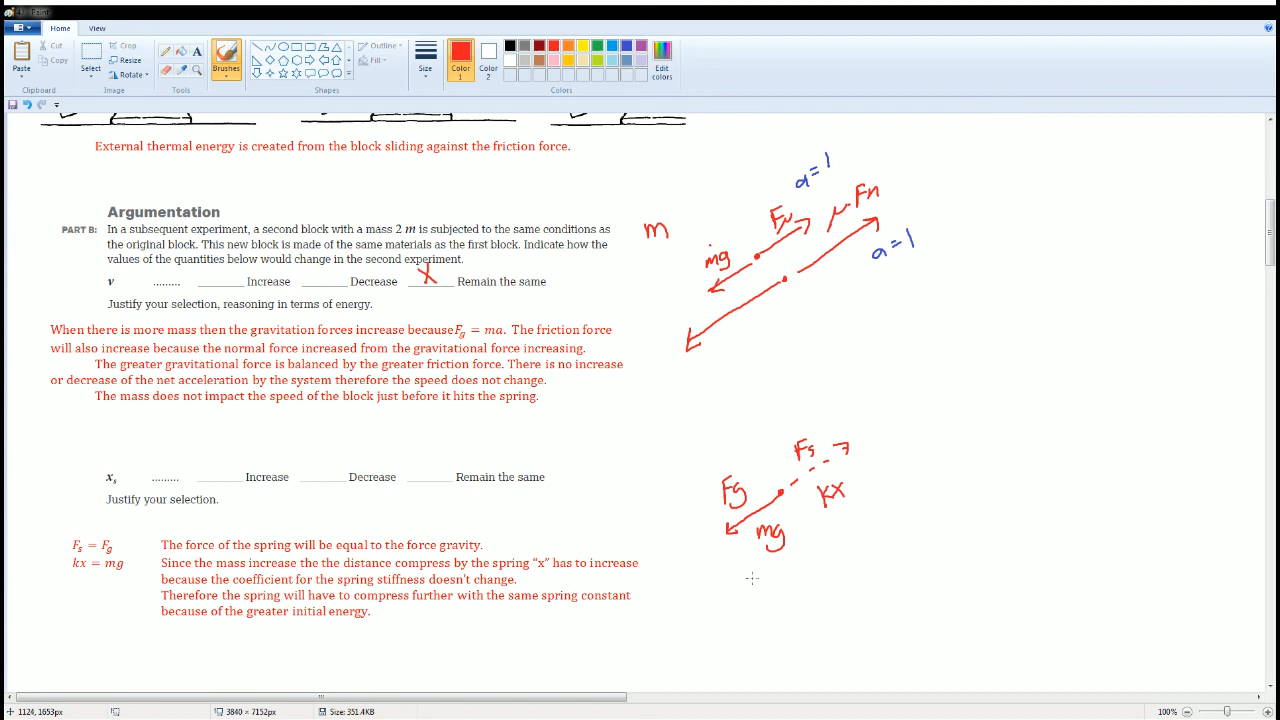 Paint
Home View
Cut
Copy
Paste
Crop
Resize
Rotate
Select
Brushes
Outline
Fill
Size
Color 1
Color 2
Edit colors
Clipboard Image Tools Shapes Colors
External thermal energy is created from the block sliding against the friction force.
Argumentation
PART B: In a subsequent experiment, a second block with a mass 2 m is subjected to the same conditions as
the original block. This new block is made of the same materials as the first block. Indicate how the
values of the quantities below would change in the second experiment.
v ......... ______ Increase ______ Decrease __X__ Remain the same
Justify your selection, reasoning in terms of energy.
When there is more mass then the gravitation forces increase because F_g = ma. The friction force
will also increase because the normal force increased from the gravitational force increasing.
The greater gravitational force is balanced by the greater friction force. There is no increase
or decrease of the net acceleration by the system therefore the speed does not change.
The mass does not impact the speed of the block just before it hits the spring.
x_s ......... ______ Increase ______ Decrease ______ Remain the same
Justify your selection.
F_s = F_g The force of the spring will be equal to the force gravity.
kx = mg Since the mass increase the the distance compress by the spring “x” has to increase
because the coefficient for the spring stiffness doesn’t change.
Therefore the spring will have to compress further with the same spring constant
because of the greater initial energy.
m
a=1
Fμ
μ·Fn
mg
a=1
Fs
Fg
kx
mg
1124, 1653px
3840 × 7152px
Size: 351.4KB
100%